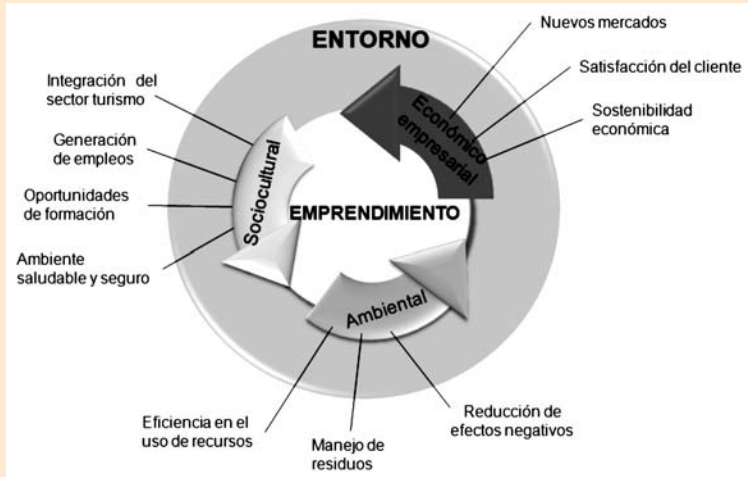 ENTORNO
Nuevos mercados
Satisfacción del cliente
Sostenibilidad
económica
Económico
empresarial
Integración del
sector turismo
Generación
de empleos
Oportunidades
de formación
Ambiente
saludable y seguro
Sociocultural
EMPRENDIMIENTO
Ambiental
Eficiencia en el
uso de recursos
Manejo de
residuos
Reducción de
efectos negativos